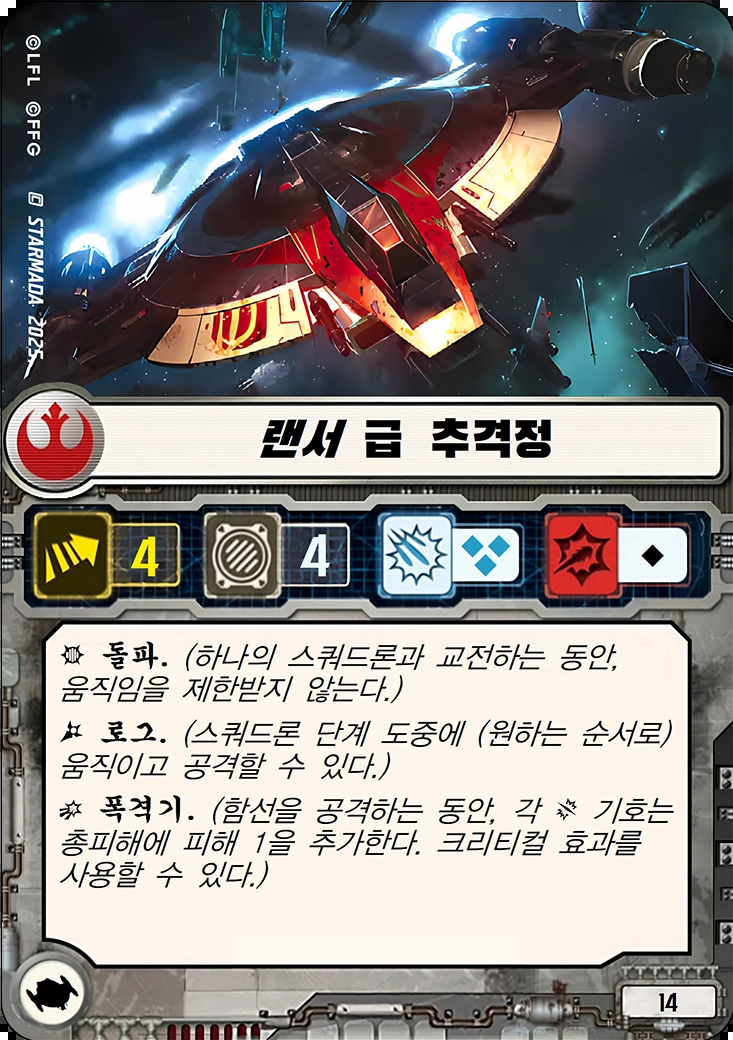 ©LFL ©FFG
STARMADA 2025.
랜서 급 추격정
4
4
돌파. (하나의 스쿼드론과 교전하는 동안,
움직임을 제한받지 않는다.)
로그. (스쿼드론 단계 도중에 (원하는 순서로)
움직이고 공격할 수 있다.)
폭격기. (함선을 공격하는 동안, 각 기호는
총피해에 피해 1을 추가한다. 크리티컬 효과를
사용할 수 있다.)
14